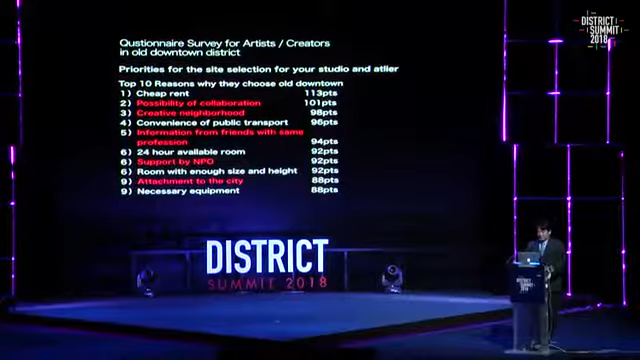 Qustionnaire Survey for Artists / Creators
in old downtown district
Priorities for the site selection for your studio and atlier
Top 10 Reasons why they choose old downtown
1) Cheap rent 113pts
2) Possibility of collaboration 101pts
3) Creative neighborhood 98pts
4) Convenience of public transport 96pts
5) Information from friends with same
profession 94pts
6) 24 hour available room 92pts
6) Support by NPO 92pts
6) Room with enough size and height 92pts
9) Attachment to the city 88pts
9) Necessary equipment 88pts
DISTRICT
SUMMIT 2018
DISTRICT
SUMMIT
2018
DISTRICT
SUMMIT
2018